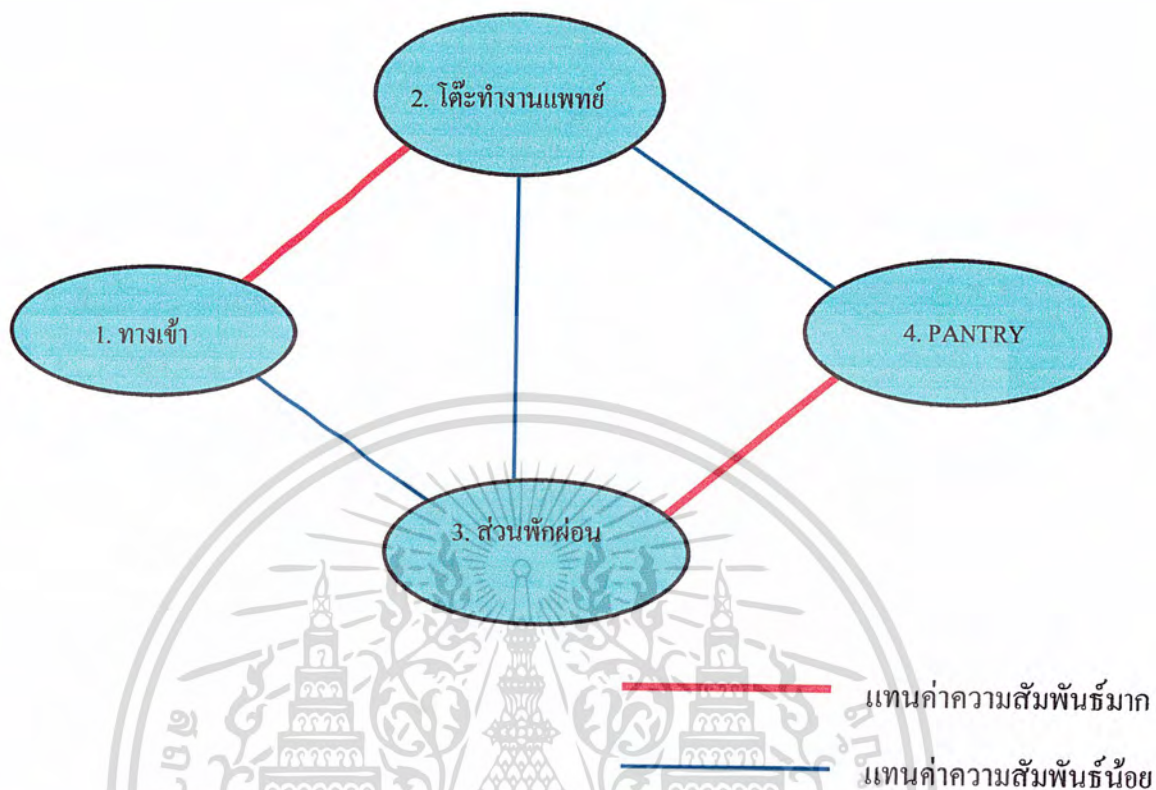 2. โต๊ะทำงานแพทย์
1. ทางเข้า
4. PANTRY
3. ส่วนพักผ่อน
แทนค่าความสัมพันธ์มาก
แทนค่าความสัมพันธ์น้อย